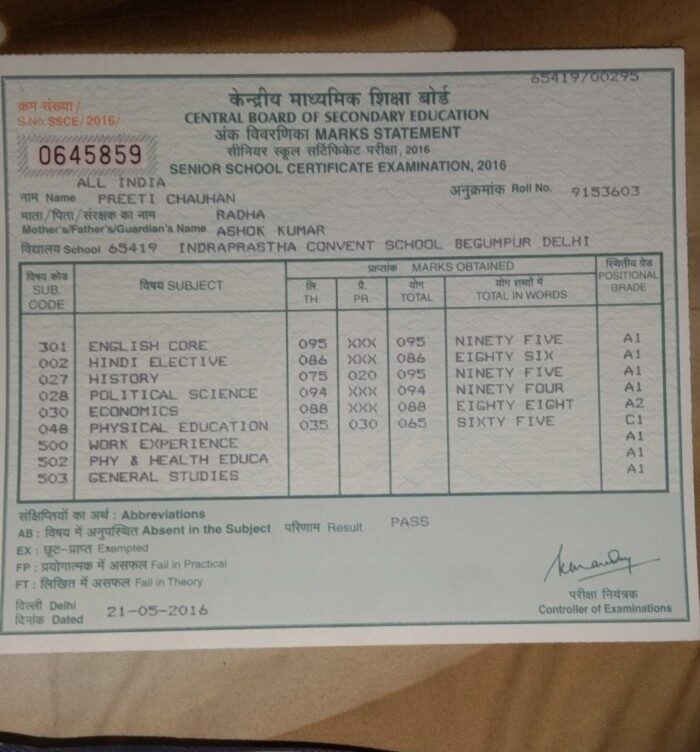 65419/00295
क्रम संख्या/
S.No. SSCE/2016/
0645859
केन्द्रीय माध्यमिक शिक्षा बोर्ड
CENTRAL BOARD OF SECONDARY EDUCATION
अंक विवरणिका MARKS STATEMENT
सीनियर स्कूल सर्टिफिकेट परीक्षा, 2016
SENIOR SCHOOL CERTIFICATE EXAMINATION, 2016
ALL INDIA
नाम Name PREETI CHAUHAN अनुक्रमांक Roll No. 9153603
माता/पिता/संरक्षक का नाम RADHA
Mother's/Father's/Guardian's Name ASHOK KUMAR
विद्यालय School 65419 INDRAPRASTHA CONVENT SCHOOL BEGUMPUR DELHI
विषय कोड SUB. CODE विषय SUBJECT प्राप्तांक MARKS OBTAINED स्थितीय ग्रेड POSITIONAL GRADE
लि. TH. प्रै. PR. योग TOTAL योग शब्दों में TOTAL IN WORDS
301 ENGLISH CORE 095 XXX 095 NINETY FIVE A1
002 HINDI ELECTIVE 086 XXX 086 EIGHTY SIX A1
027 HISTORY 075 020 095 NINETY FIVE A1
028 POLITICAL SCIENCE 094 XXX 094 NINETY FOUR A1
030 ECONOMICS 088 XXX 088 EIGHTY EIGHT A2
048 PHYSICAL EDUCATION 035 030 065 SIXTY FIVE C1
500 WORK EXPERIENCE A1
502 PHY & HEALTH EDUCA A1
503 GENERAL STUDIES A1
संक्षिप्तियों का अर्थ : Abbreviations
AB : विषय में अनुपस्थित Absent in the Subject परिणाम Result PASS
EX : छूट-प्राप्त Exempted
FP : प्रयोगात्मक में असफल Fail in Practical
FT : लिखित में असफल Fail in Theory
दिल्ली Delhi
दिनांक Dated 21-05-2016
परीक्षा नियंत्रक
Controller of Examinations